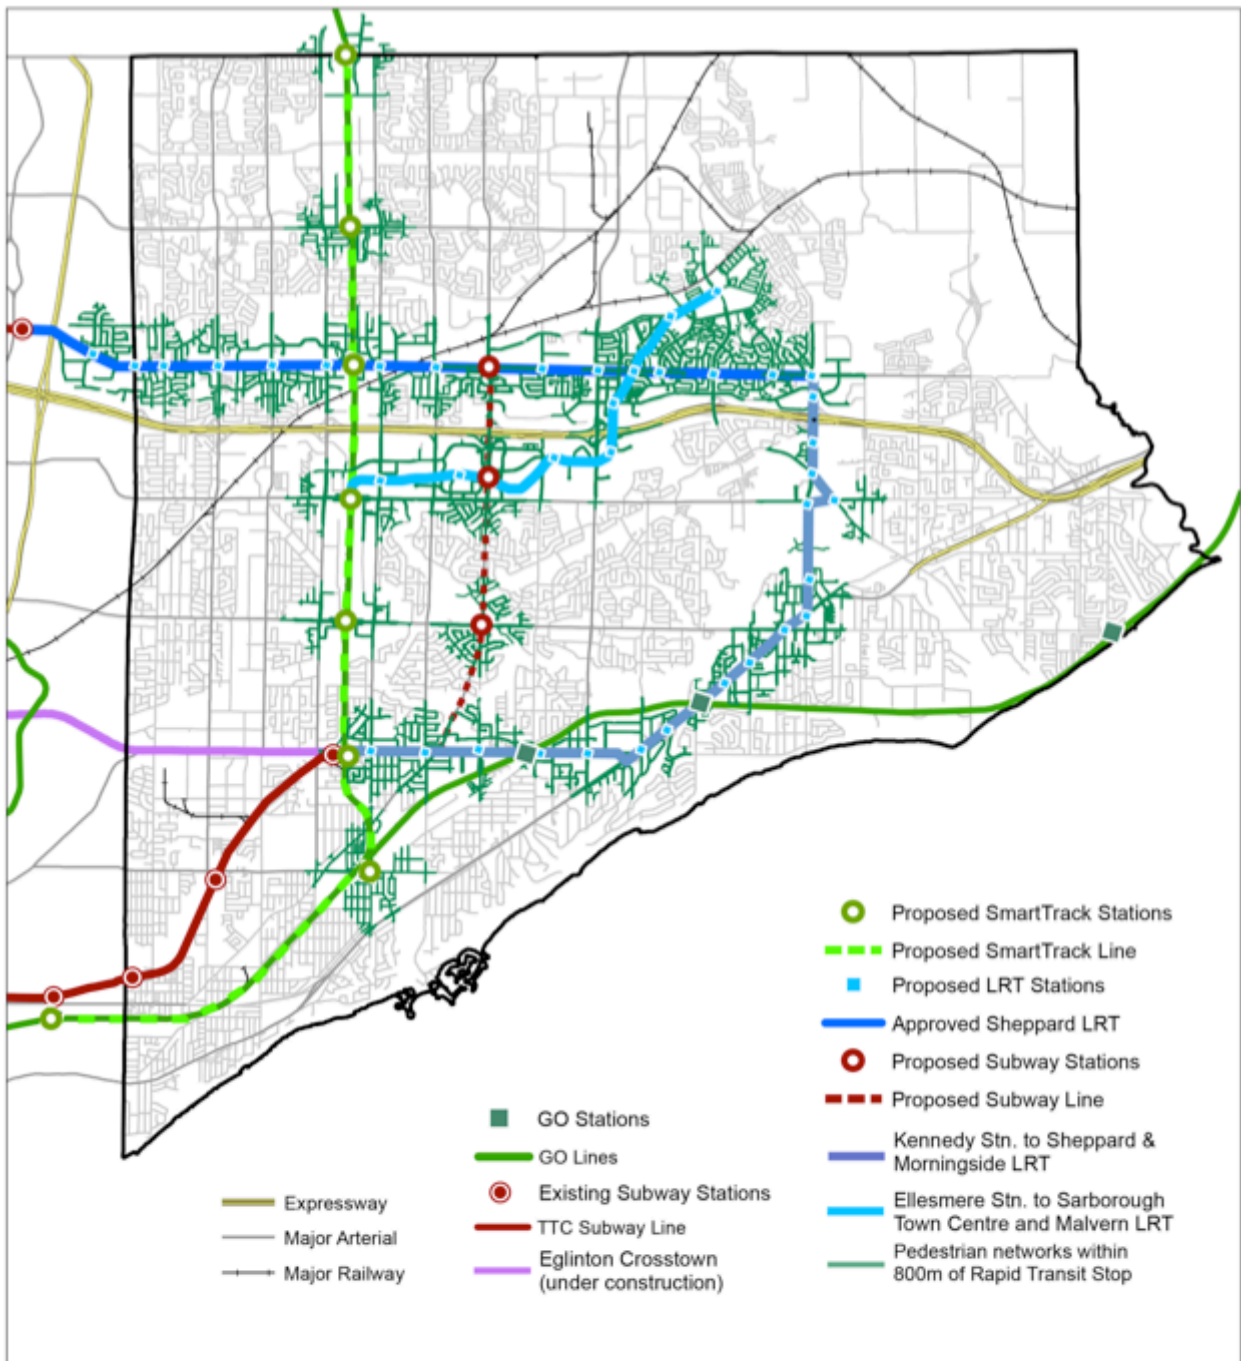 Proposed SmartTrack Stations
Proposed SmartTrack Line
Proposed LRT Stations
Approved Sheppard LRT
Proposed Subway Stations
Proposed Subway Line
Kennedy Stn. to Sheppard &
Morningside LRT
Ellesmere Stn. to Sarborough
Town Centre and Malvern LRT
Pedestrian networks within
800m of Rapid Transit Stop
GO Stations
GO Lines
Existing Subway Stations
TTC Subway Line
Eglinton Crosstown
(under construction)
Expressway
Major Arterial
Major Railway